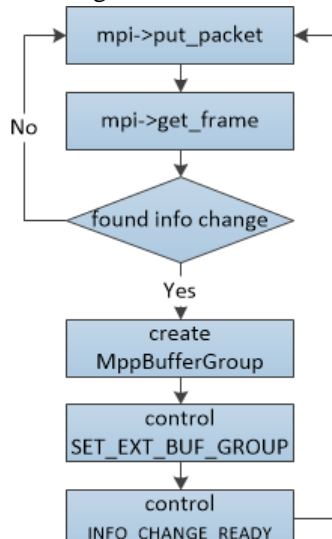 mpi->put_packet
No
mpi->get_frame
found info change
Yes
create
MppBufferGroup
control
SET_EXT_BUF_GROUP
control
INFO_CHANGE_READY